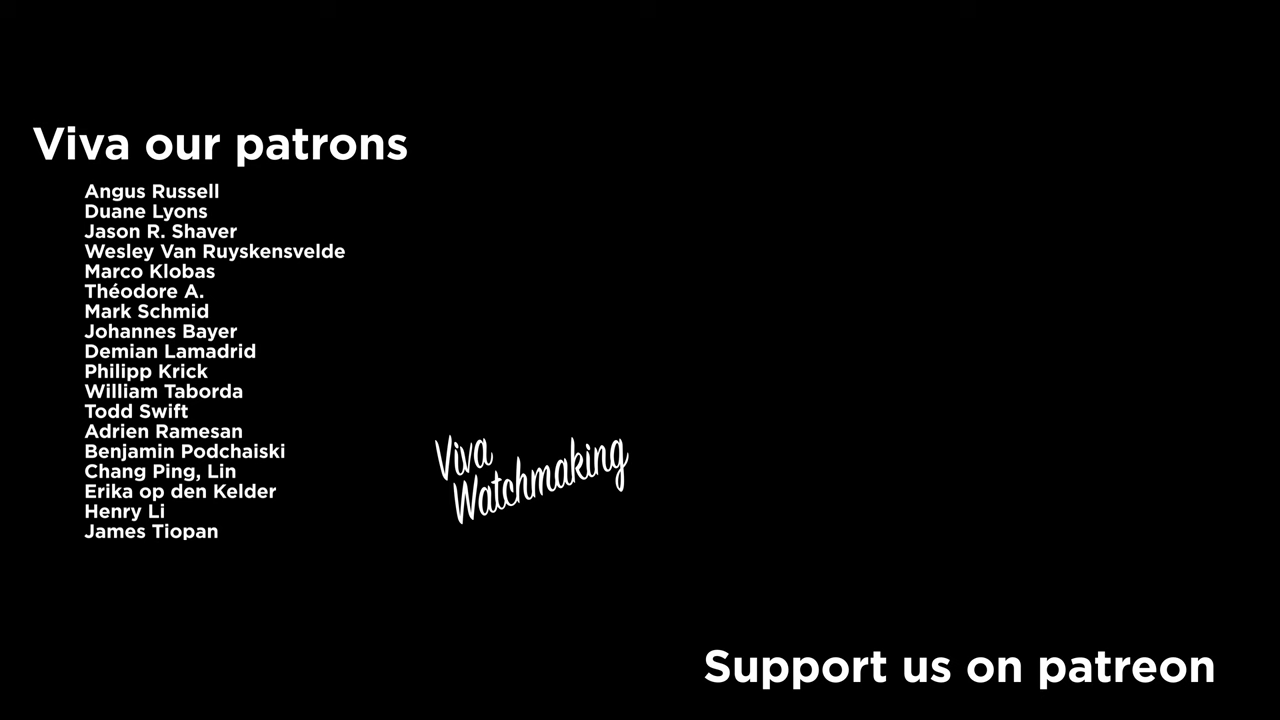 Viva our patrons
Angus Russell
Duane Lyons
Jason R. Shaver
Wesley Van Ruyskensvelde
Marco Klobas
Théodore A.
Mark Schmid
Johannes Bayer
Demian Lamadrid
Philipp Krick
William Taborda
Todd Swift
Adrien Ramesan
Benjamin Podchaiski
Chang Ping, Lin
Erika op den Kelder
Henry Li
James Tiopan
Viva
Watchmaking
Support us on patreon